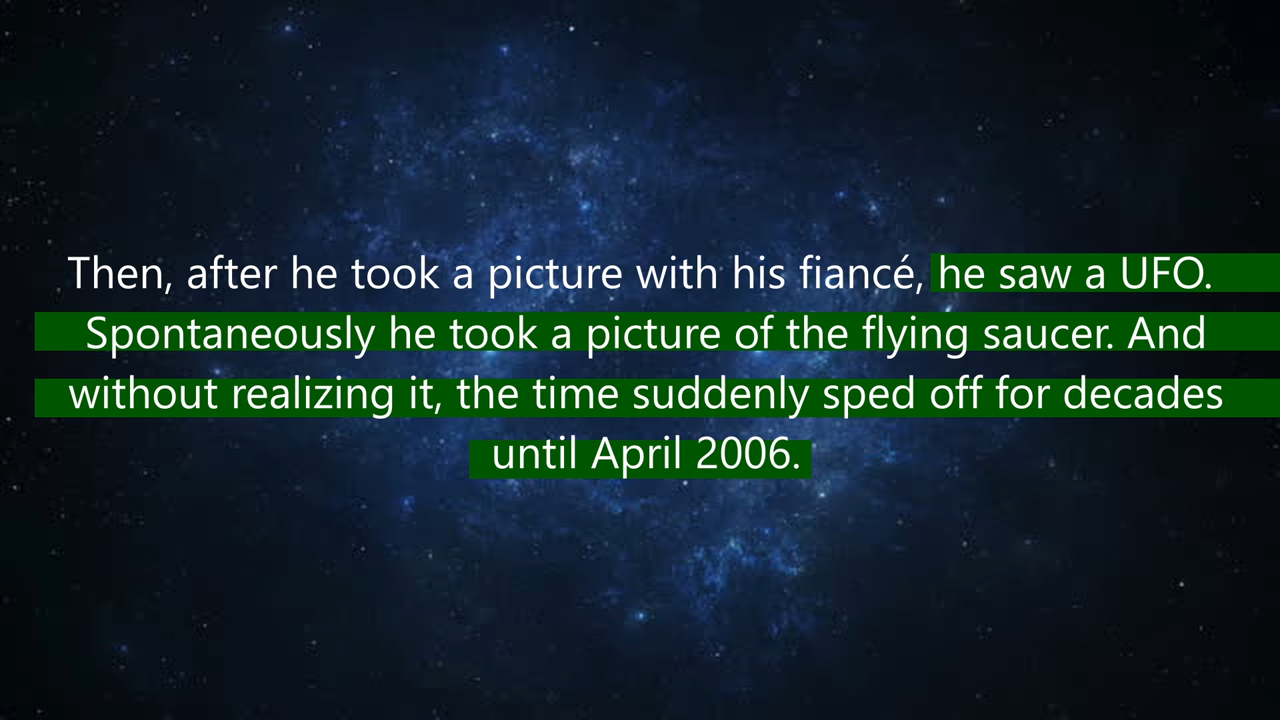 Then, after he took a picture with his fiancé, he saw a UFO.
Spontaneously he took a picture of the flying saucer. And
without realizing it, the time suddenly sped off for decades
until April 2006.